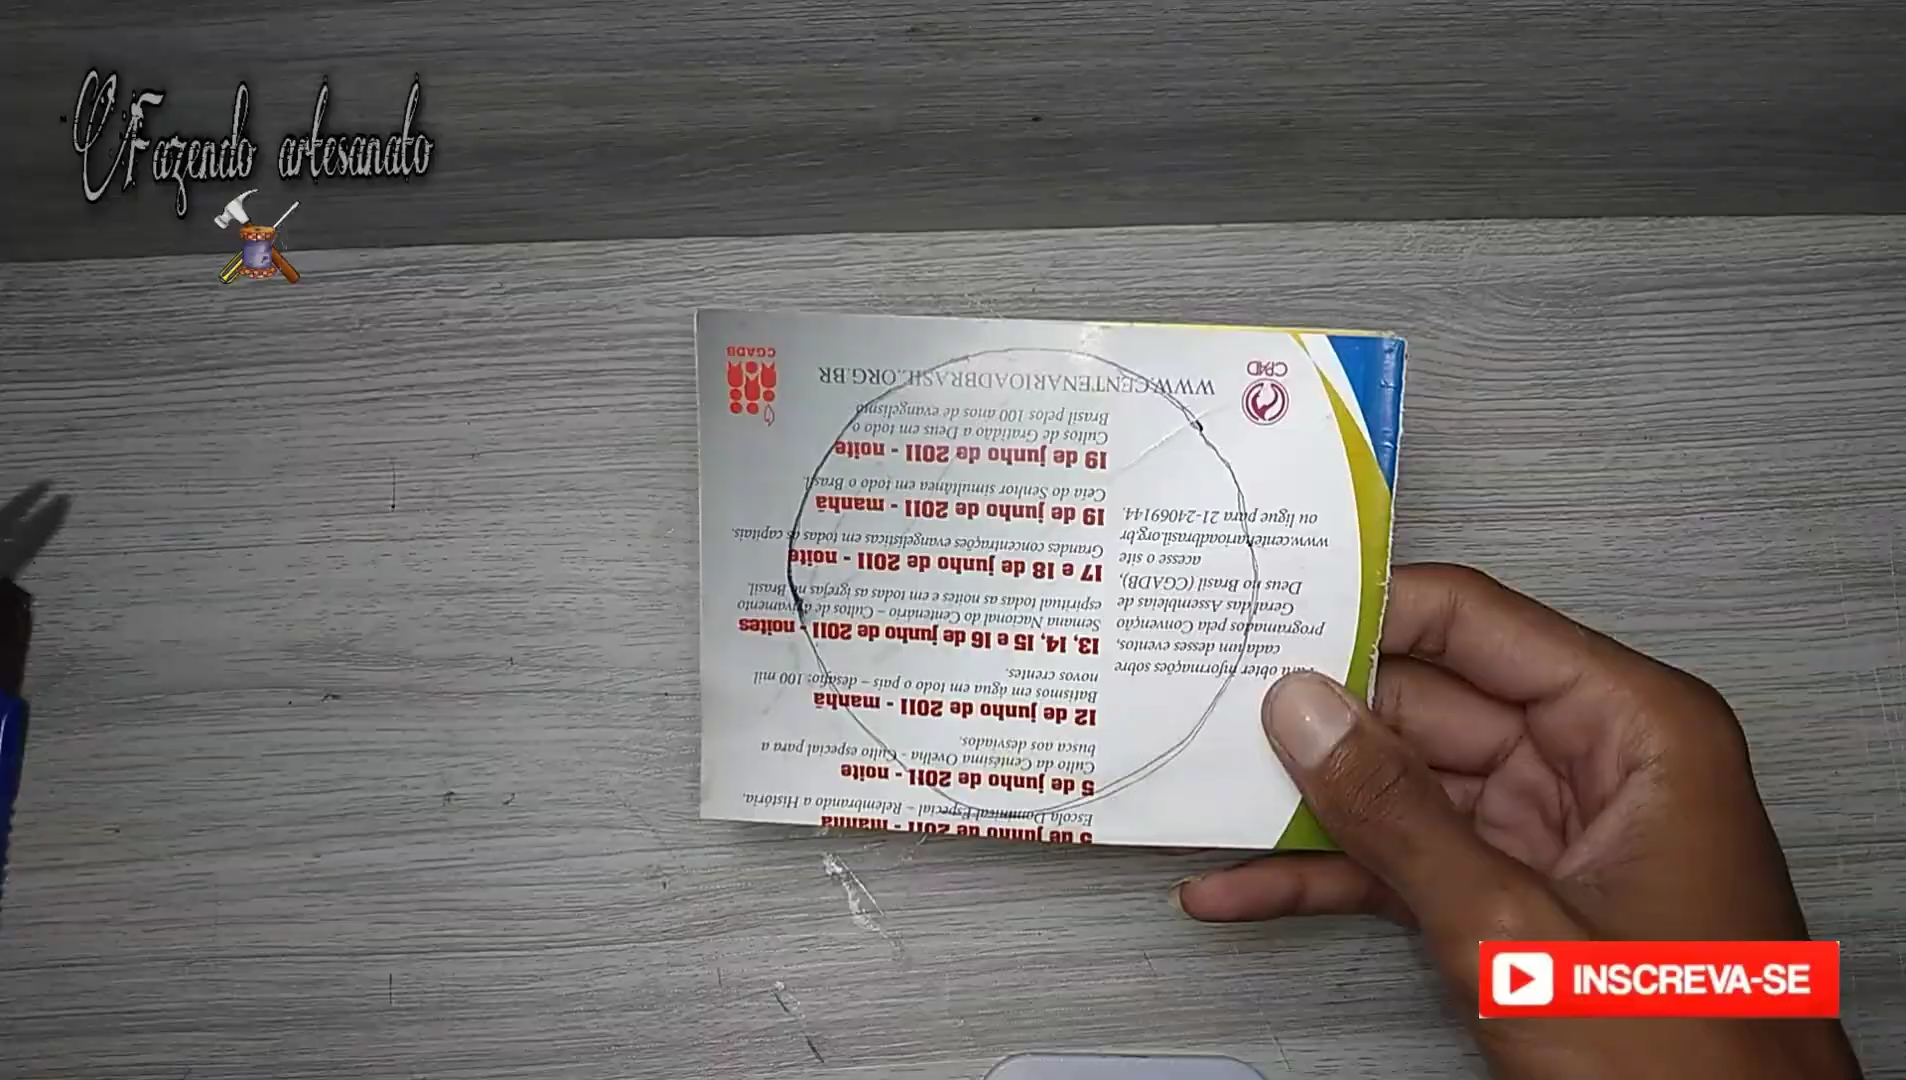 Fazendo artesanato
5 de junho de 2011 - manhã
Escola Dominical Especial – Relembrando a História.
5 de junho de 2011 - noite
Culto da Centésima Ovelha - Culto especial para a
busca aos desviados.
12 de junho de 2011 - manhã
Batismos em água em todo o país – desafio: 100 mil
novos crentes.
13, 14, 15 e 16 de junho de 2011 - noites
Semana Nacional do Centenário – Cultos de avivamento
espiritual todas as noites e em todas as igrejas no Brasil.
17 e 18 de junho de 2011 - noite
Grandes concentrações evangelísticas em todas as capitais.
19 de junho de 2011 - manhã
Ceia do Senhor simultânea em todo o Brasil.
19 de junho de 2011 - noite
Cultos de Gratidão a Deus em todo o
Brasil pelos 100 anos de evangelismo
Para obter informações sobre
cada um desses eventos,
programados pela Convenção
Geral das Assembleias de
Deus no Brasil (CGADB),
acesse o site
www.centenarioadbrasil.org.br
ou ligue para 21-24069144.
CPAD
WWW.CENTENARIOADBRASIL.ORG.BR
CGADB
INSCREVA-SE